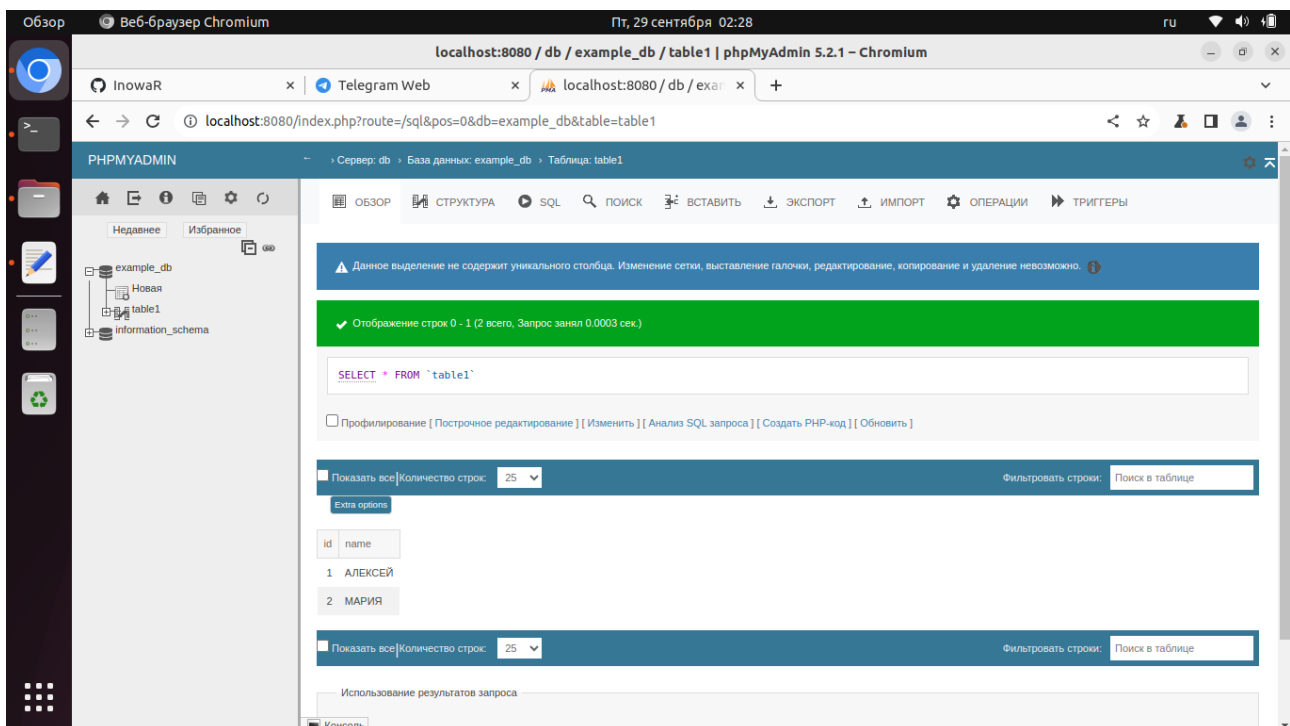 Обзор Веб-браузер Chromium Пт, 29 сентября 02:28 ru
localhost:8080 / db / example_db / table1 | phpMyAdmin 5.2.1 – Chromium
InowaR Telegram Web localhost:8080 / db / exam
localhost:8080/index.php?route=/sql&pos=0&db=example_db&table=table1
PHPMYADMIN
Недавнее Избранное
example_db
Новая
table1
information_schema
Сервер: db База данных: example_db Таблица: table1
ОБЗОР СТРУКТУРА SQL ПОИСК ВСТАВИТЬ ЭКСПОРТ ИМПОРТ ОПЕРАЦИИ ТРИГГЕРЫ
Данное выделение не содержит уникального столбца. Изменение сетки, выставление галочки, редактирование, копирование и удаление невозможно.
Отображение строк 0 - 1 (2 всего, Запрос занял 0.0003 сек.)
SELECT * FROM `table1`
Профилирование [ Построчное редактирование ] [ Изменить ] [ Анализ SQL запроса ] [ Создать PHP-код ] [ Обновить ]
Показать все Количество строк: 25 Фильтровать строки: Поиск в таблице
Extra options
id name
1 АЛЕКСЕЙ
2 МАРИЯ
Показать все Количество строк: 25 Фильтровать строки: Поиск в таблице
Использование результатов запроса
Консоль